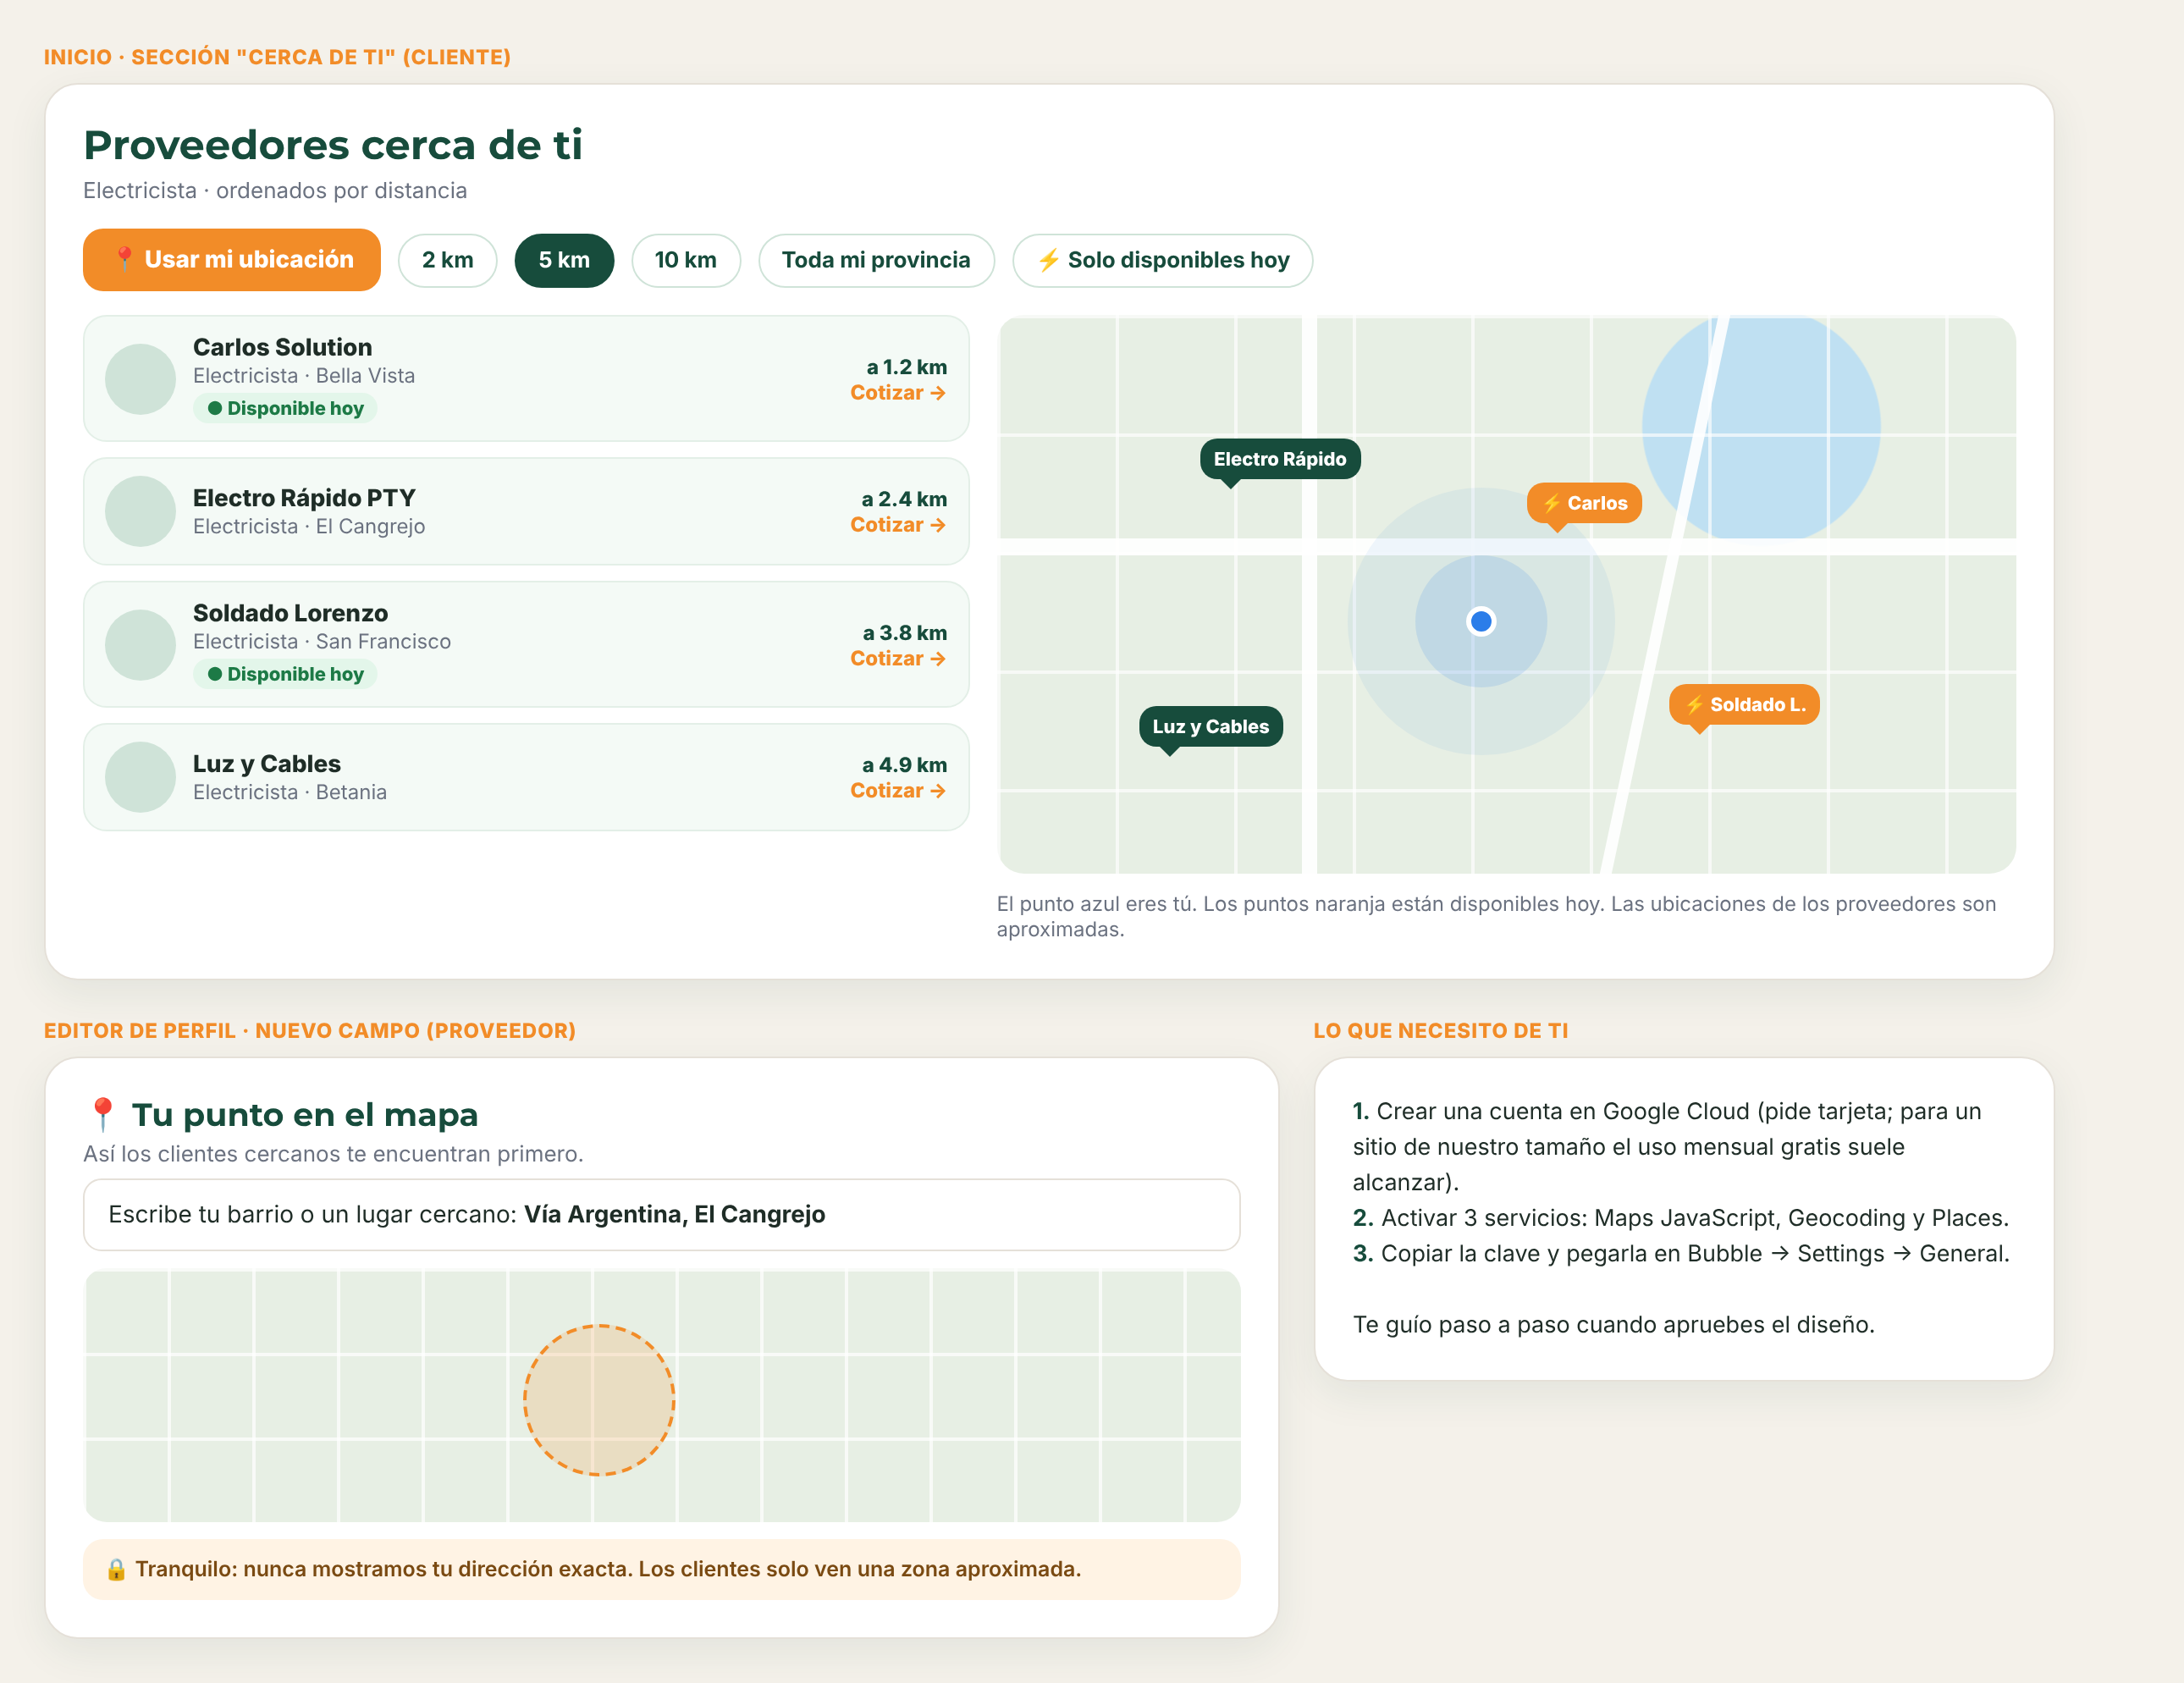 INICIO · SECCIÓN "CERCA DE TI" (CLIENTE)
Proveedores cerca de ti
Electricista · ordenados por distancia
📍 Usar mi ubicación
2 km
5 km
10 km
Toda mi provincia
⚡ Solo disponibles hoy
Carlos Solution
Electricista · Bella Vista
● Disponible hoy
a 1.2 km
Cotizar →
Electro Rápido PTY
Electricista · El Cangrejo
a 2.4 km
Cotizar →
Soldado Lorenzo
Electricista · San Francisco
● Disponible hoy
a 3.8 km
Cotizar →
Luz y Cables
Electricista · Betania
a 4.9 km
Cotizar →
Electro Rápido
⚡ Carlos
⚡ Soldado L.
Luz y Cables
El punto azul eres tú. Los puntos naranja están disponibles hoy. Las ubicaciones de los proveedores son
aproximadas.
EDITOR DE PERFIL · NUEVO CAMPO (PROVEEDOR)
📍 Tu punto en el mapa
Así los clientes cercanos te encuentran primero.
Escribe tu barrio o un lugar cercano: Vía Argentina, El Cangrejo
🔒 Tranquilo: nunca mostramos tu dirección exacta. Los clientes solo ven una zona aproximada.
LO QUE NECESITO DE TI
1. Crear una cuenta en Google Cloud (pide tarjeta; para un
sitio de nuestro tamaño el uso mensual gratis suele
alcanzar).
2. Activar 3 servicios: Maps JavaScript, Geocoding y Places.
3. Copiar la clave y pegarla en Bubble → Settings → General.
Te guío paso a paso cuando apruebes el diseño.